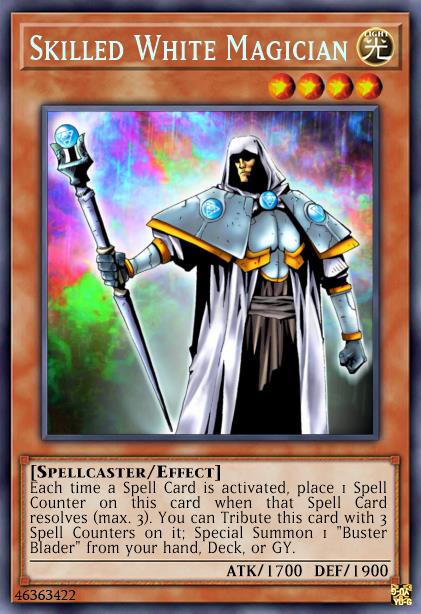 Skilled White Magician
LIGHT
光
[Spellcaster/Effect]
Each time a Spell Card is activated, place 1 Spell
Counter on this card when that Spell Card
resolves (max. 3). You can Tribute this card with 3
Spell Counters on it; Special Summon 1 "Buster
Blader" from your hand, Deck, or GY.
ATK/1700 DEF/1900
46363422